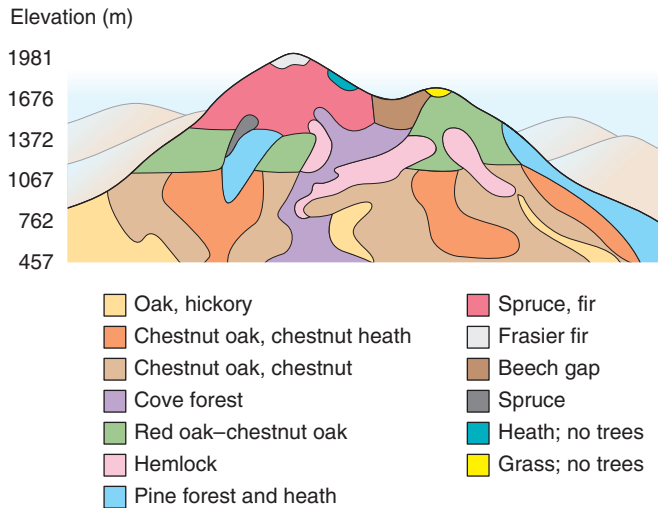 Elevation (m)
1981
1676
1372
1067
762
457
Oak, hickory
Chestnut oak, chestnut heath
Chestnut oak, chestnut
Cove forest
Red oak–chestnut oak
Hemlock
Pine forest and heath
Spruce, fir
Frasier fir
Beech gap
Spruce
Heath; no trees
Grass; no trees